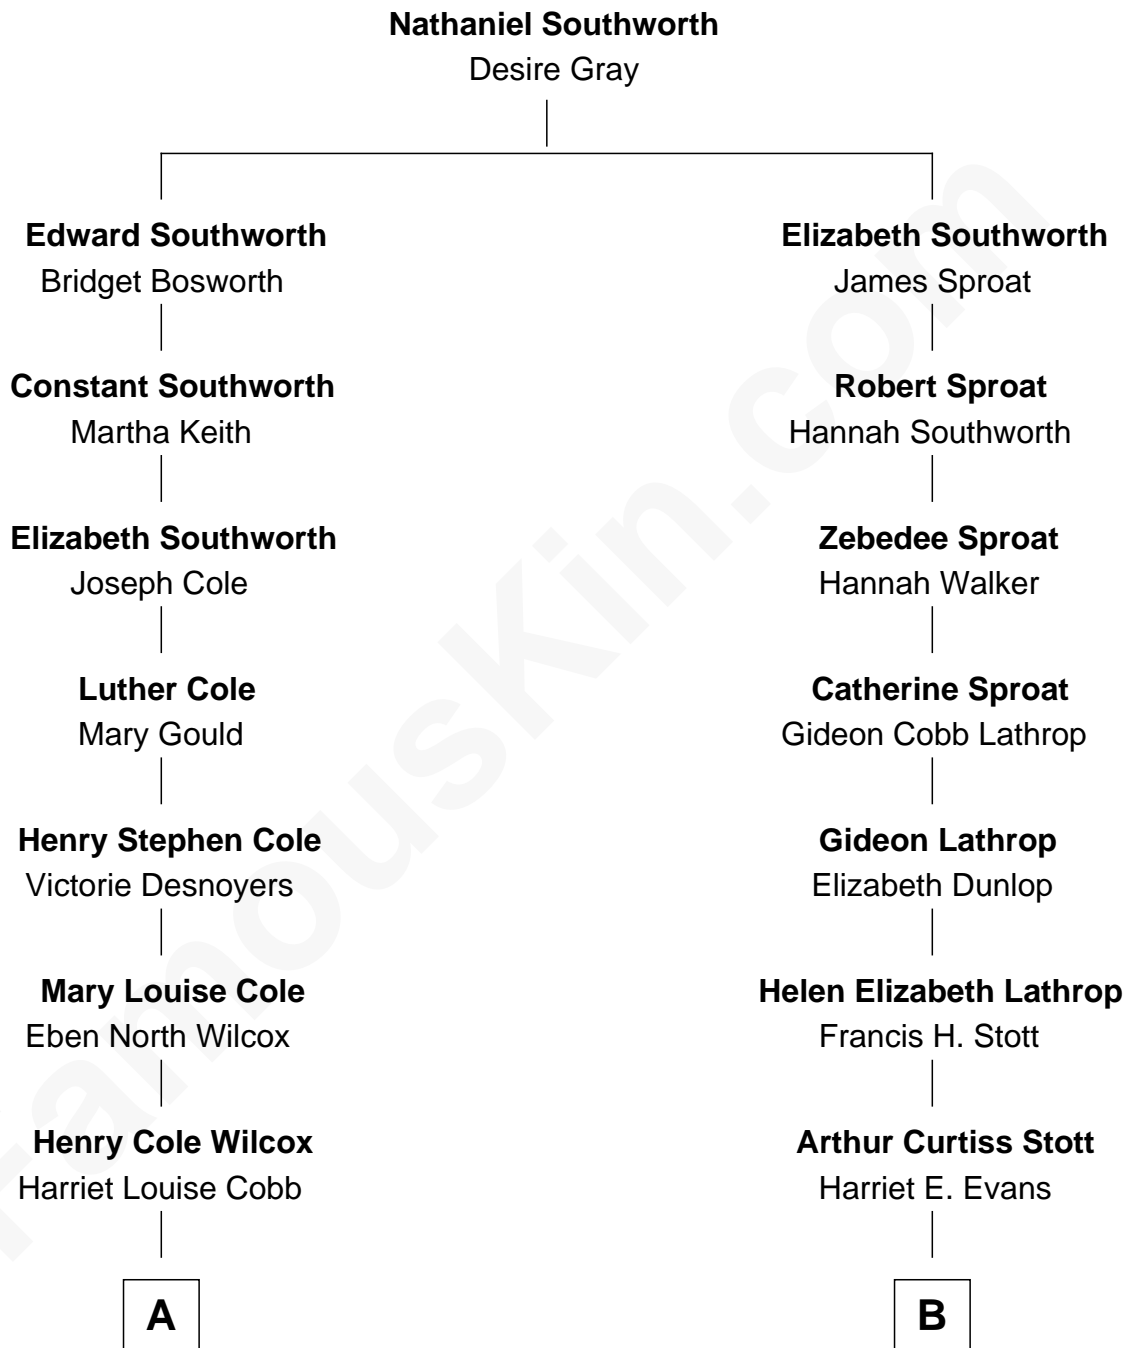 Nathaniel Southworth
Desire Gray
Edward Southworth
Bridget Bosworth
Constant Southworth
Martha Keith
Elizabeth Southworth
Joseph Cole
Luther Cole
Mary Gould
Henry Stephen Cole
Victorie Desnoyers
Mary Louise Cole
Eben North Wilcox
Henry Cole Wilcox
Harriet Louise Cobb
A
Elizabeth Southworth
James Sproat
Robert Sproat
Hannah Southworth
Zebedee Sproat
Hannah Walker
Catherine Sproat
Gideon Cobb Lathrop
Gideon Lathrop
Elizabeth Dunlop
Helen Elizabeth Lathrop
Francis H. Stott
Arthur Curtiss Stott
Harriet E. Evans
B
FamousKin.com